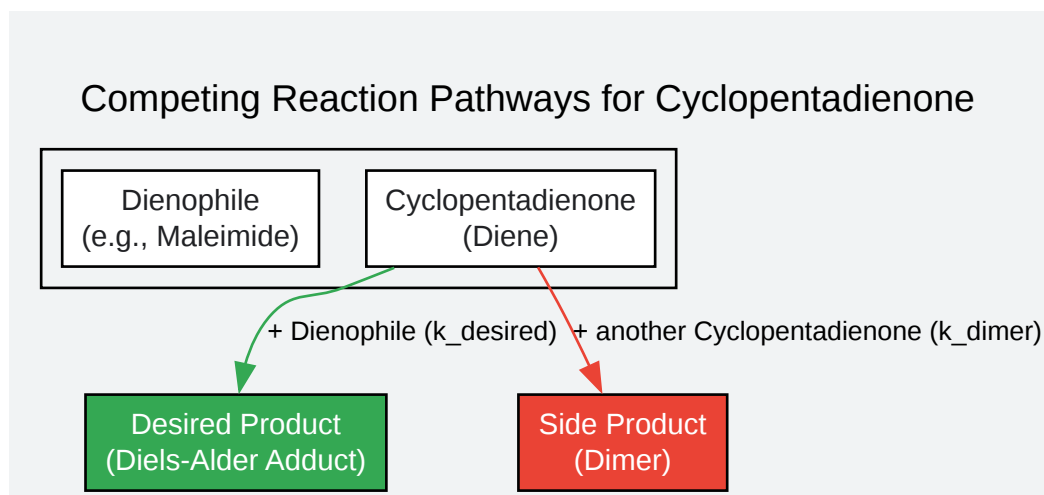 Competing Reaction Pathways for Cyclopentadienone
Dienophile
(e.g., Maleimide)
Cyclopentadienone
(Diene)
+ Dienophile (k_desired)
+ another Cyclopentadienone (k_dimer)
Desired Product
(Diels-Alder Adduct)
Side Product
(Dimer)